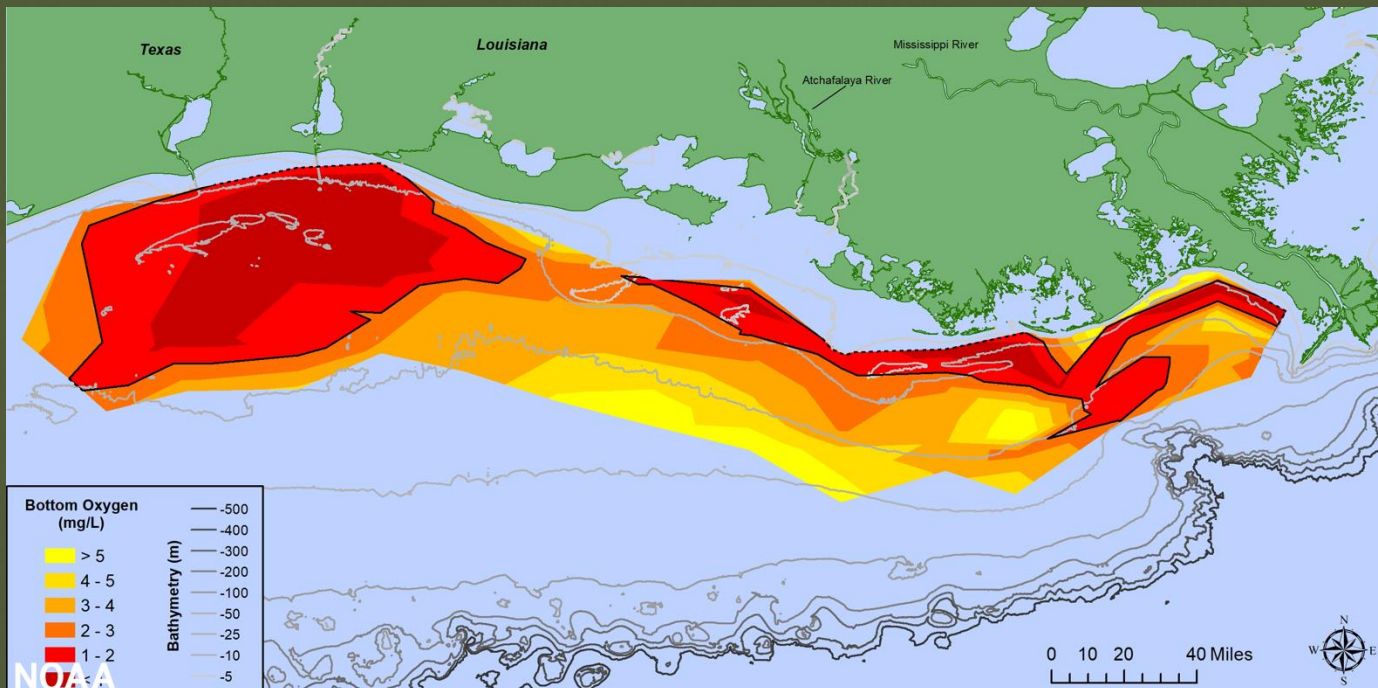 Texas
Louisiana
Mississippi River
Atchafalaya River
Bottom Oxygen
(mg/L)
> 5
4 - 5
3 - 4
2 - 3
1 - 2
Bathymetry (m)
-500
-400
-300
-200
-100
-50
-25
-10
-5
NOAA
0 10 20 40 Miles
N
W E
S